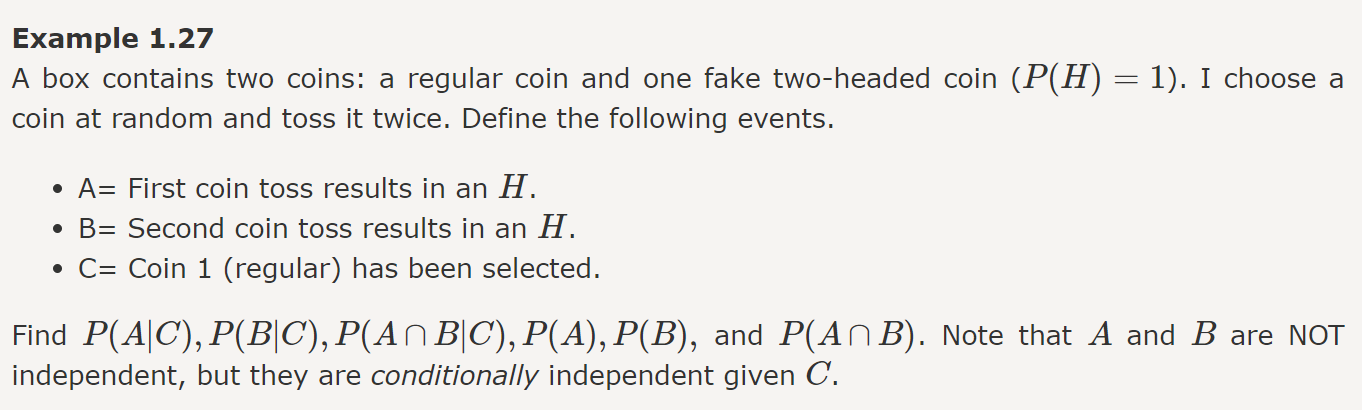 Example 1.27
A box contains two coins: a regular coin and one fake two-headed coin (P(H) = 1). I choose a
coin at random and toss it twice. Define the following events.
• A= First coin toss results in an H.
• B= Second coin toss results in an H.
• C= Coin 1 (regular) has been selected.
Find P(A|C), P(B|C), P(A ∩ B|C), P(A), P(B), and P(A ∩ B). Note that A and B are NOT
independent, but they are conditionally independent given C.